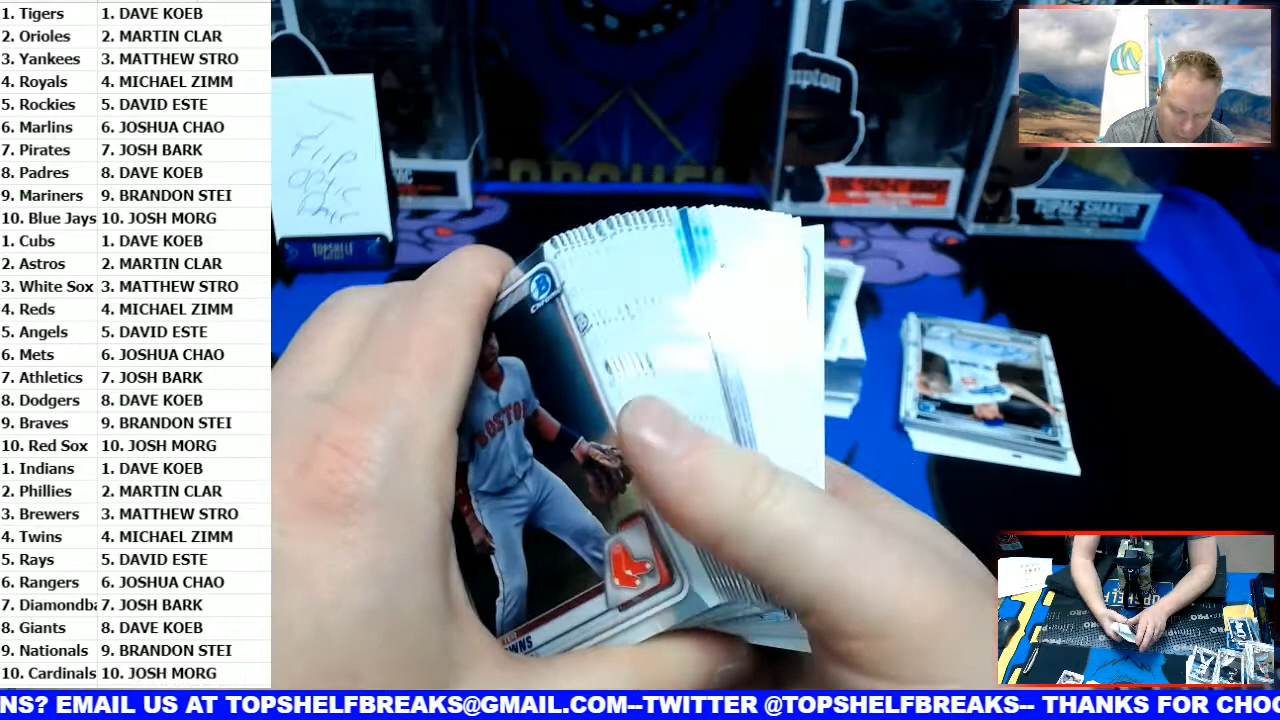 1. Tigers 1. DAVE KOEB
2. Orioles 2. MARTIN CLAR
3. Yankees 3. MATTHEW STRO
4. Royals 4. MICHAEL ZIMM
5. Rockies 5. DAVID ESTE
6. Marlins 6. JOSHUA CHAO
7. Pirates 7. JOSH BARK
8. Padres 8. DAVE KOEB
9. Mariners 9. BRANDON STEI
10. Blue Jays 10. JOSH MORG
1. Cubs 1. DAVE KOEB
2. Astros 2. MARTIN CLAR
3. White Sox 3. MATTHEW STRO
4. Reds 4. MICHAEL ZIMM
5. Angels 5. DAVID ESTE
6. Mets 6. JOSHUA CHAO
7. Athletics 7. JOSH BARK
8. Dodgers 8. DAVE KOEB
9. Braves 9. BRANDON STEI
10. Red Sox 10. JOSH MORG
1. Indians 1. DAVE KOEB
2. Phillies 2. MARTIN CLAR
3. Brewers 3. MATTHEW STRO
4. Twins 4. MICHAEL ZIMM
5. Rays 5. DAVID ESTE
6. Rangers 6. JOSHUA CHAO
7. Diamondba 7. JOSH BARK
8. Giants 8. DAVE KOEB
9. Nationals 9. BRANDON STEI
10. Cardinals 10. JOSH MORG
mpton
TUPAC SHAKUR
Flip
TOPSHELF
BOSTON
WNS
NS? EMAIL US AT TOPSHELFBREAKS@GMAIL.COM--TWITTER @TOPSHELFBREAKS-- THANKS FOR CHOO